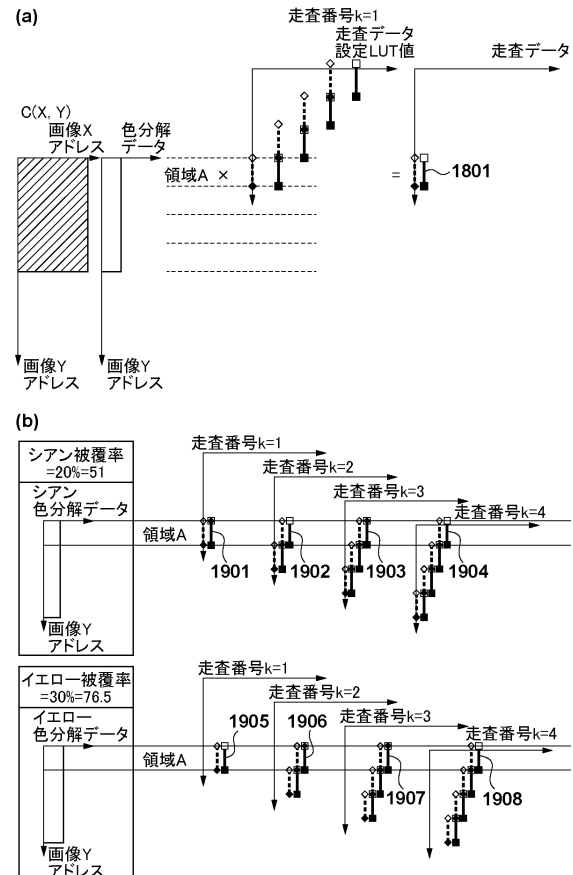 (a)
走査番号k=1
走査データ
設定LUT値
走査データ
C(X, Y)
画像X
アドレス
色分解
データ
領域A
×
=
1801
画像Y
アドレス
画像Y
アドレス
(b)
シアン被覆率
=20%=51
シアン
色分解データ
走査番号k=1
走査番号k=2
走査番号k=3
走査番号k=4
領域A
1901
1902
1903
1904
画像Y
アドレス
イエロー被覆率
=30%=76.5
イエロー
色分解データ
走査番号k=1
走査番号k=2
走査番号k=3
走査番号k=4
1905
1906
領域A
1907
1908
画像Y
アドレス